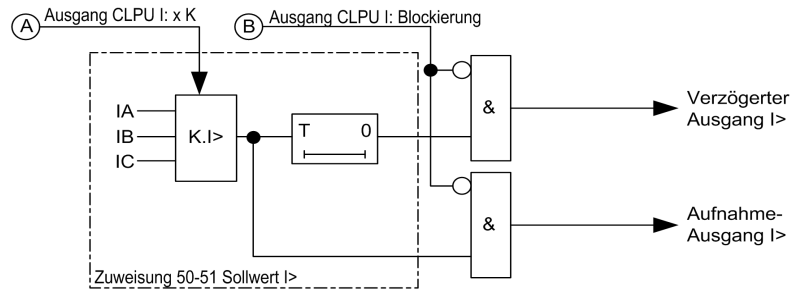 A Ausgang CLPU I: x K
B Ausgang CLPU I: Blockierung
IA
IB
IC
K.I>
T 0
&
Verzögerter
Ausgang I>
&
Aufnahme-
Ausgang I>
Zuweisung 50-51 Sollwert I>